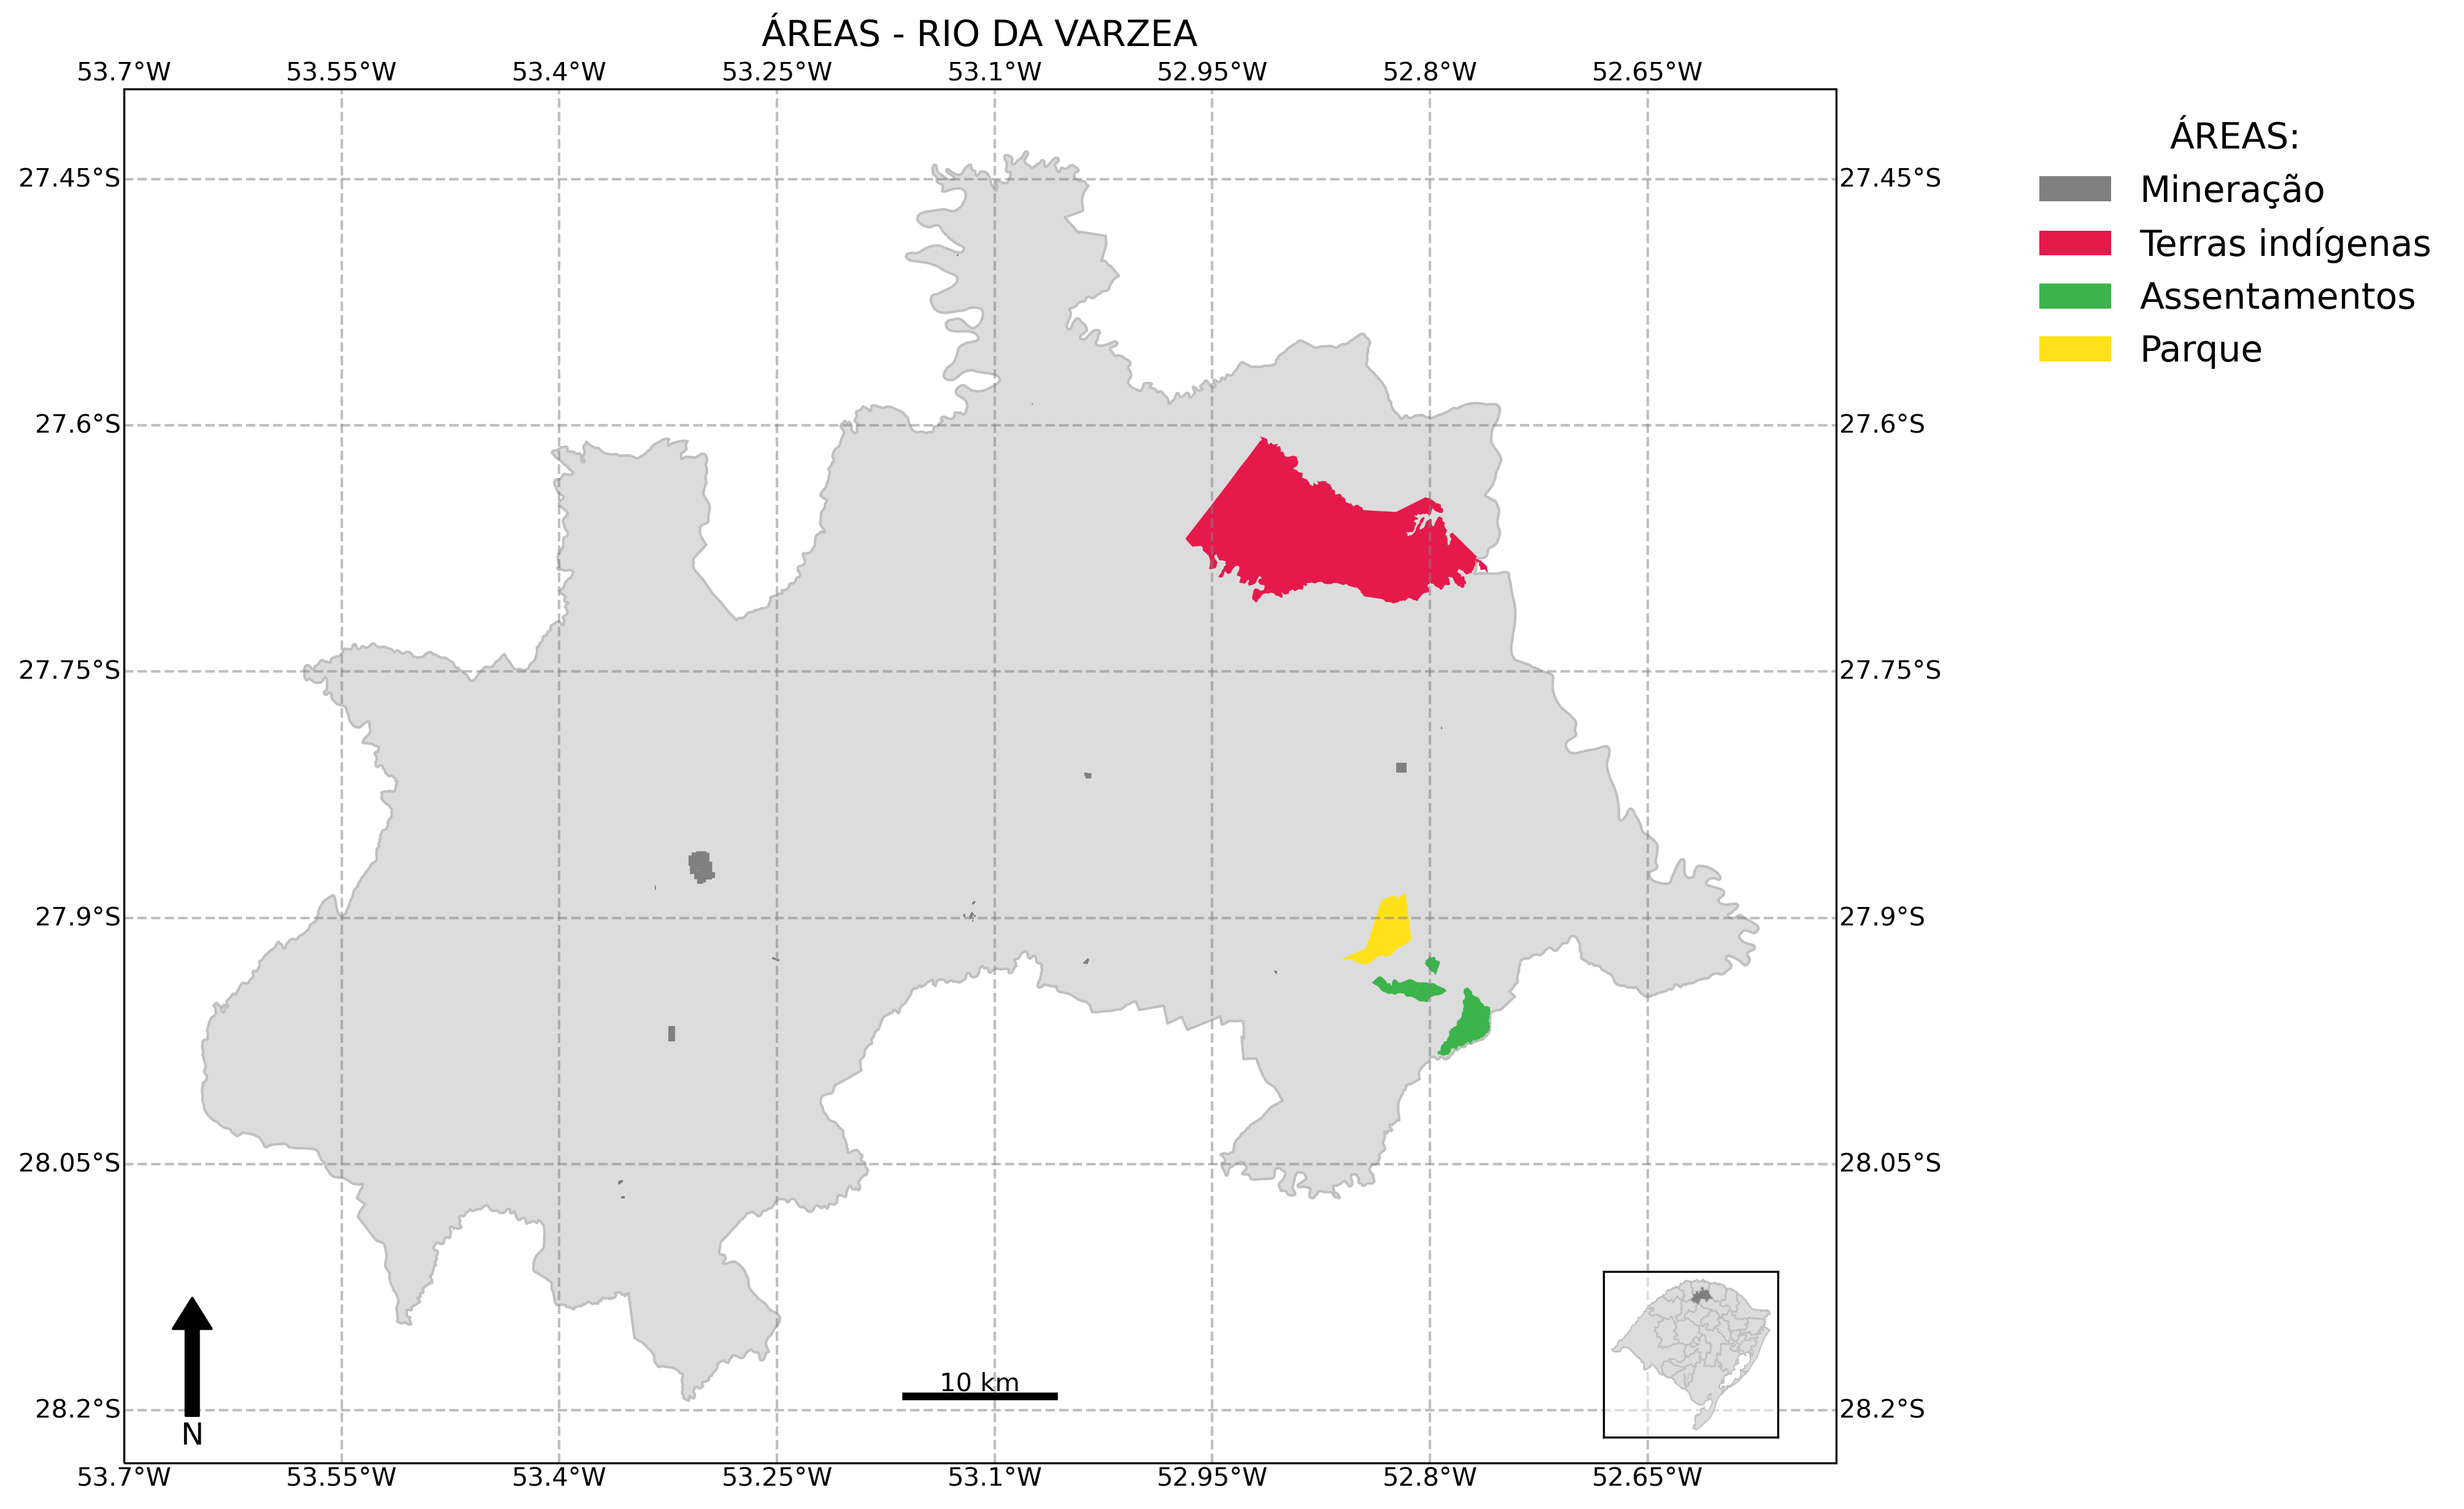 ÁREAS - RIO DA VARZEA
53.7°W 53.55°W 53.4°W 53.25°W 53.1°W 52.95°W 52.8°W 52.65°W
ÁREAS:
Mineração
Terras indígenas
Assentamentos
Parque
27.45°S 27.45°S
27.6°S 27.6°S
27.75°S 27.75°S
27.9°S 27.9°S
28.05°S 28.05°S
10 km
28.2°S 28.2°S
N
53.7°W 53.55°W 53.4°W 53.25°W 53.1°W 52.95°W 52.8°W 52.65°W